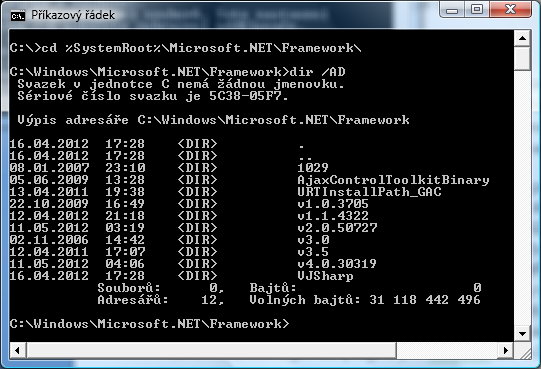 Příkazový řádek
C:\>cd %SystemRoot%\Microsoft.NET\Framework\
C:\Windows\Microsoft.NET\Framework>dir /AD
Svazek v jednotce C nemá žádnou jmenovku.
Sériové číslo svazku je 5C38-05F7.
Výpis adresáře C:\Windows\Microsoft.NET\Framework
16.04.2012 17:28 <DIR> .
16.04.2012 17:28 <DIR> ..
08.01.2007 23:10 <DIR> 1029
05.06.2009 13:28 <DIR> AjaxControlToolkitBinary
13.04.2011 19:38 <DIR> URTInstallPath_GAC
22.10.2009 16:49 <DIR> v1.0.3705
12.04.2012 21:18 <DIR> v1.1.4322
11.05.2012 03:19 <DIR> v2.0.50727
02.11.2006 14:42 <DIR> v3.0
12.04.2011 17:07 <DIR> v3.5
11.05.2012 04:06 <DIR> v4.0.30319
16.04.2012 17:28 <DIR> VJSharp
Souborů: 0, Bajtů: 0
Adresářů: 12, Volných bajtů: 31 118 442 496
C:\Windows\Microsoft.NET\Framework>